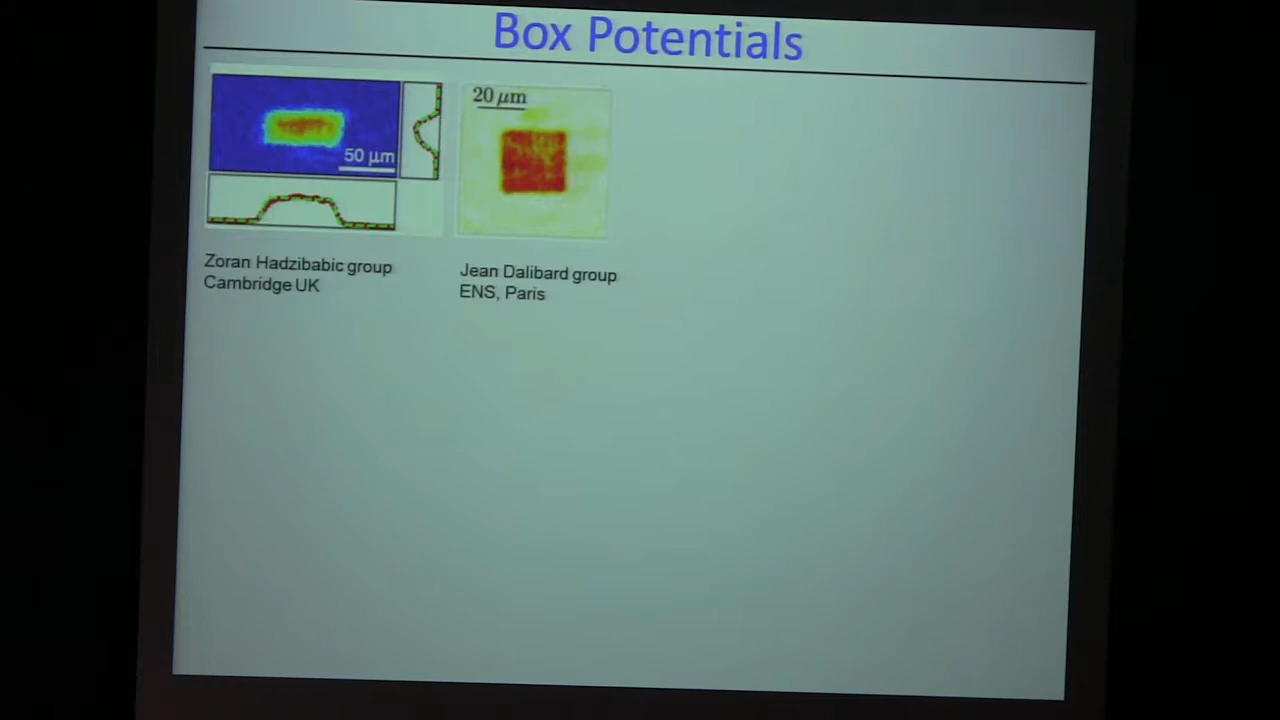 Box Potentials
50 µm
20 µm
Zoran Hadzibabic group
Cambridge UK
Jean Dalibard group
ENS, Paris